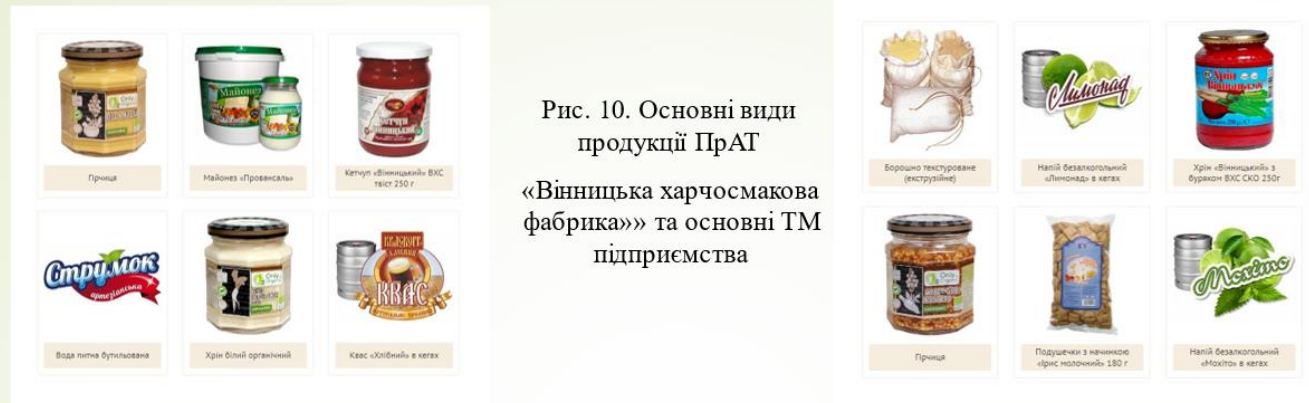 Гірчиця
Майонез «Провансаль»
Кетчуп «Вінницький» ВХС
твіст 250 г
Струмок
артезіанська
Вода питна бутильована
Хрін білий органічний
КВАС
Квас «Хлібний» в кегах
Майонез
Рис. 10. Основні види
продукції ПрАТ
«Вінницька харчосмакова
фабрика»» та основні ТМ
підприємства
Лимонад
Борошно текстуроване
(екструзійне)
Напій безалкогольний
«Лимонад» в кегах
Хрін «Вінницький» з
буряком ВХС СКО 250г
Мохіто
Гірчиця
Подушечки з начинкою
«Ірис молочний» 180 г
Напій безалкогольний
«Мохіто» в кегах